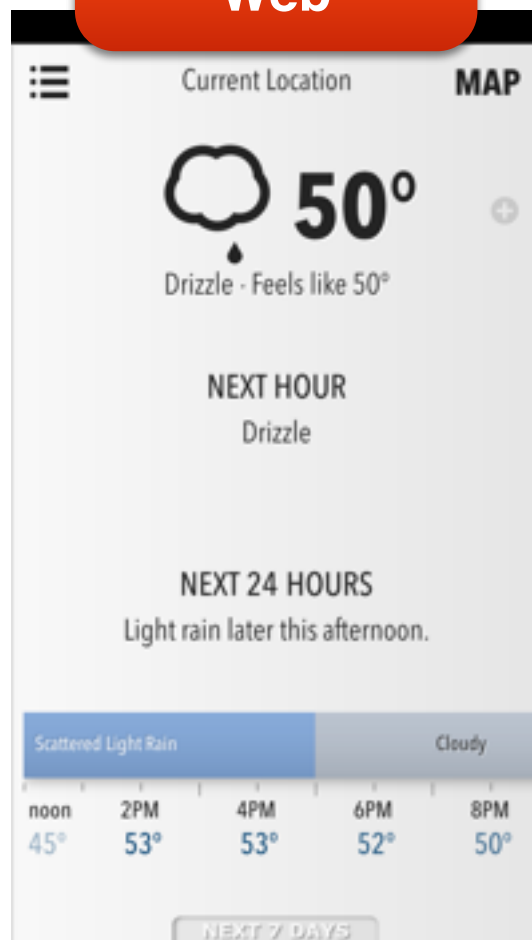 Web
Current Location
MAP
50°
Drizzle · Feels like 50°
NEXT HOUR
Drizzle
NEXT 24 HOURS
Light rain later this afternoon.
Scattered Light Rain Cloudy
noon 2PM 4PM 6PM 8PM
45° 53° 53° 52° 50°
NEXT 7 DAYS